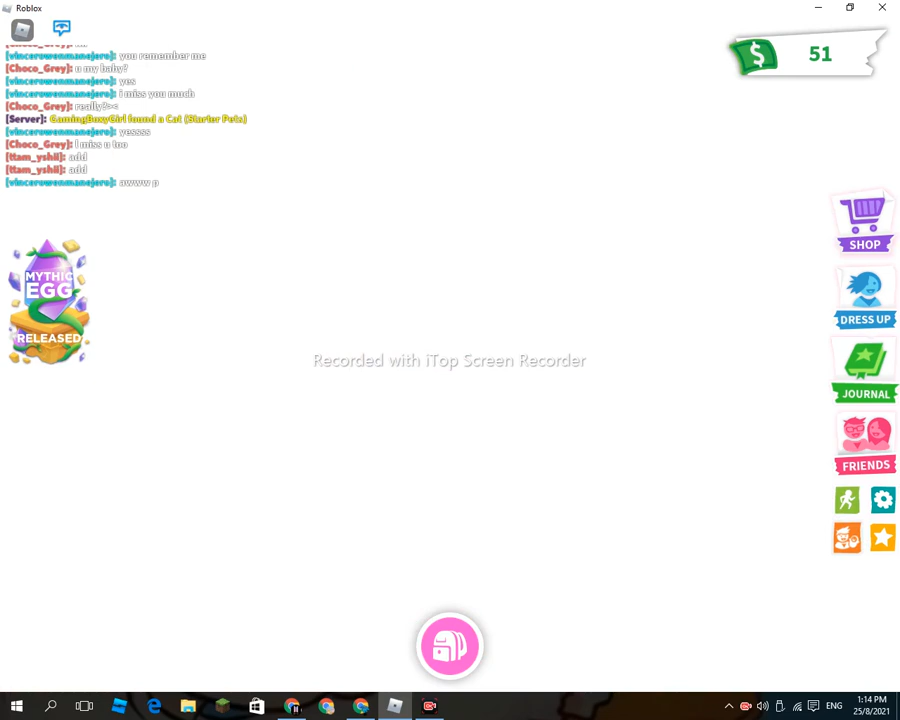 Roblox
[vincerowenmanejero]: you remember me
[Choco_Grey]: u my baby?
[vincerowenmanejero]: yes
[vincerowenmanejero]: i miss you much
[Choco_Grey]: really?><
[Server]: GamingBuxyGirl found a Cat (Starter Pets)
[vincerowenmanejero]: yessss
[Choco_Grey]: I miss u too
[ttam_yshii]: add
[ttam_yshii]: add
[vincerowenmanejero]: awww p
51
SHOP
DRESS UP
JOURNAL
FRIENDS
MYTHIC
EGG
RELEASED
Recorded with iTop Screen Recorder
ENG
1:14 PM
25/8/2021